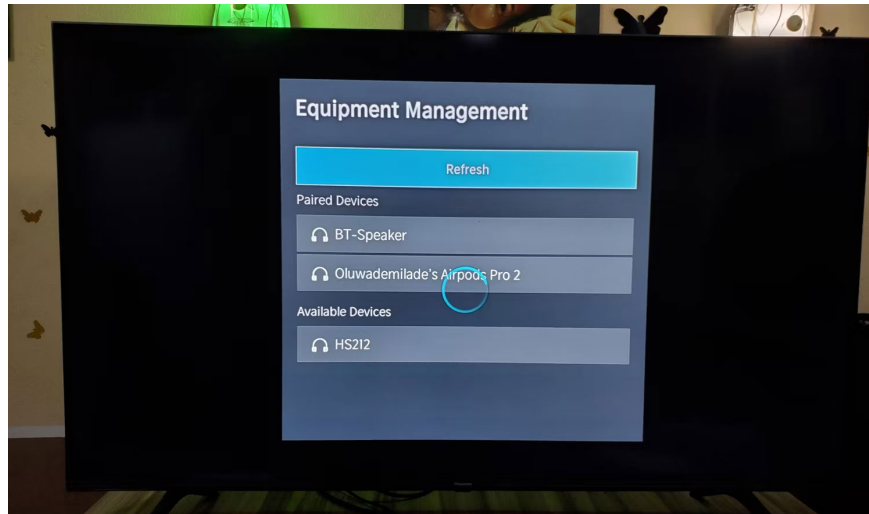 Equipment Management
Refresh
Paired Devices
BT-Speaker
Oluwademilade's Airpods Pro 2
Available Devices
HS212